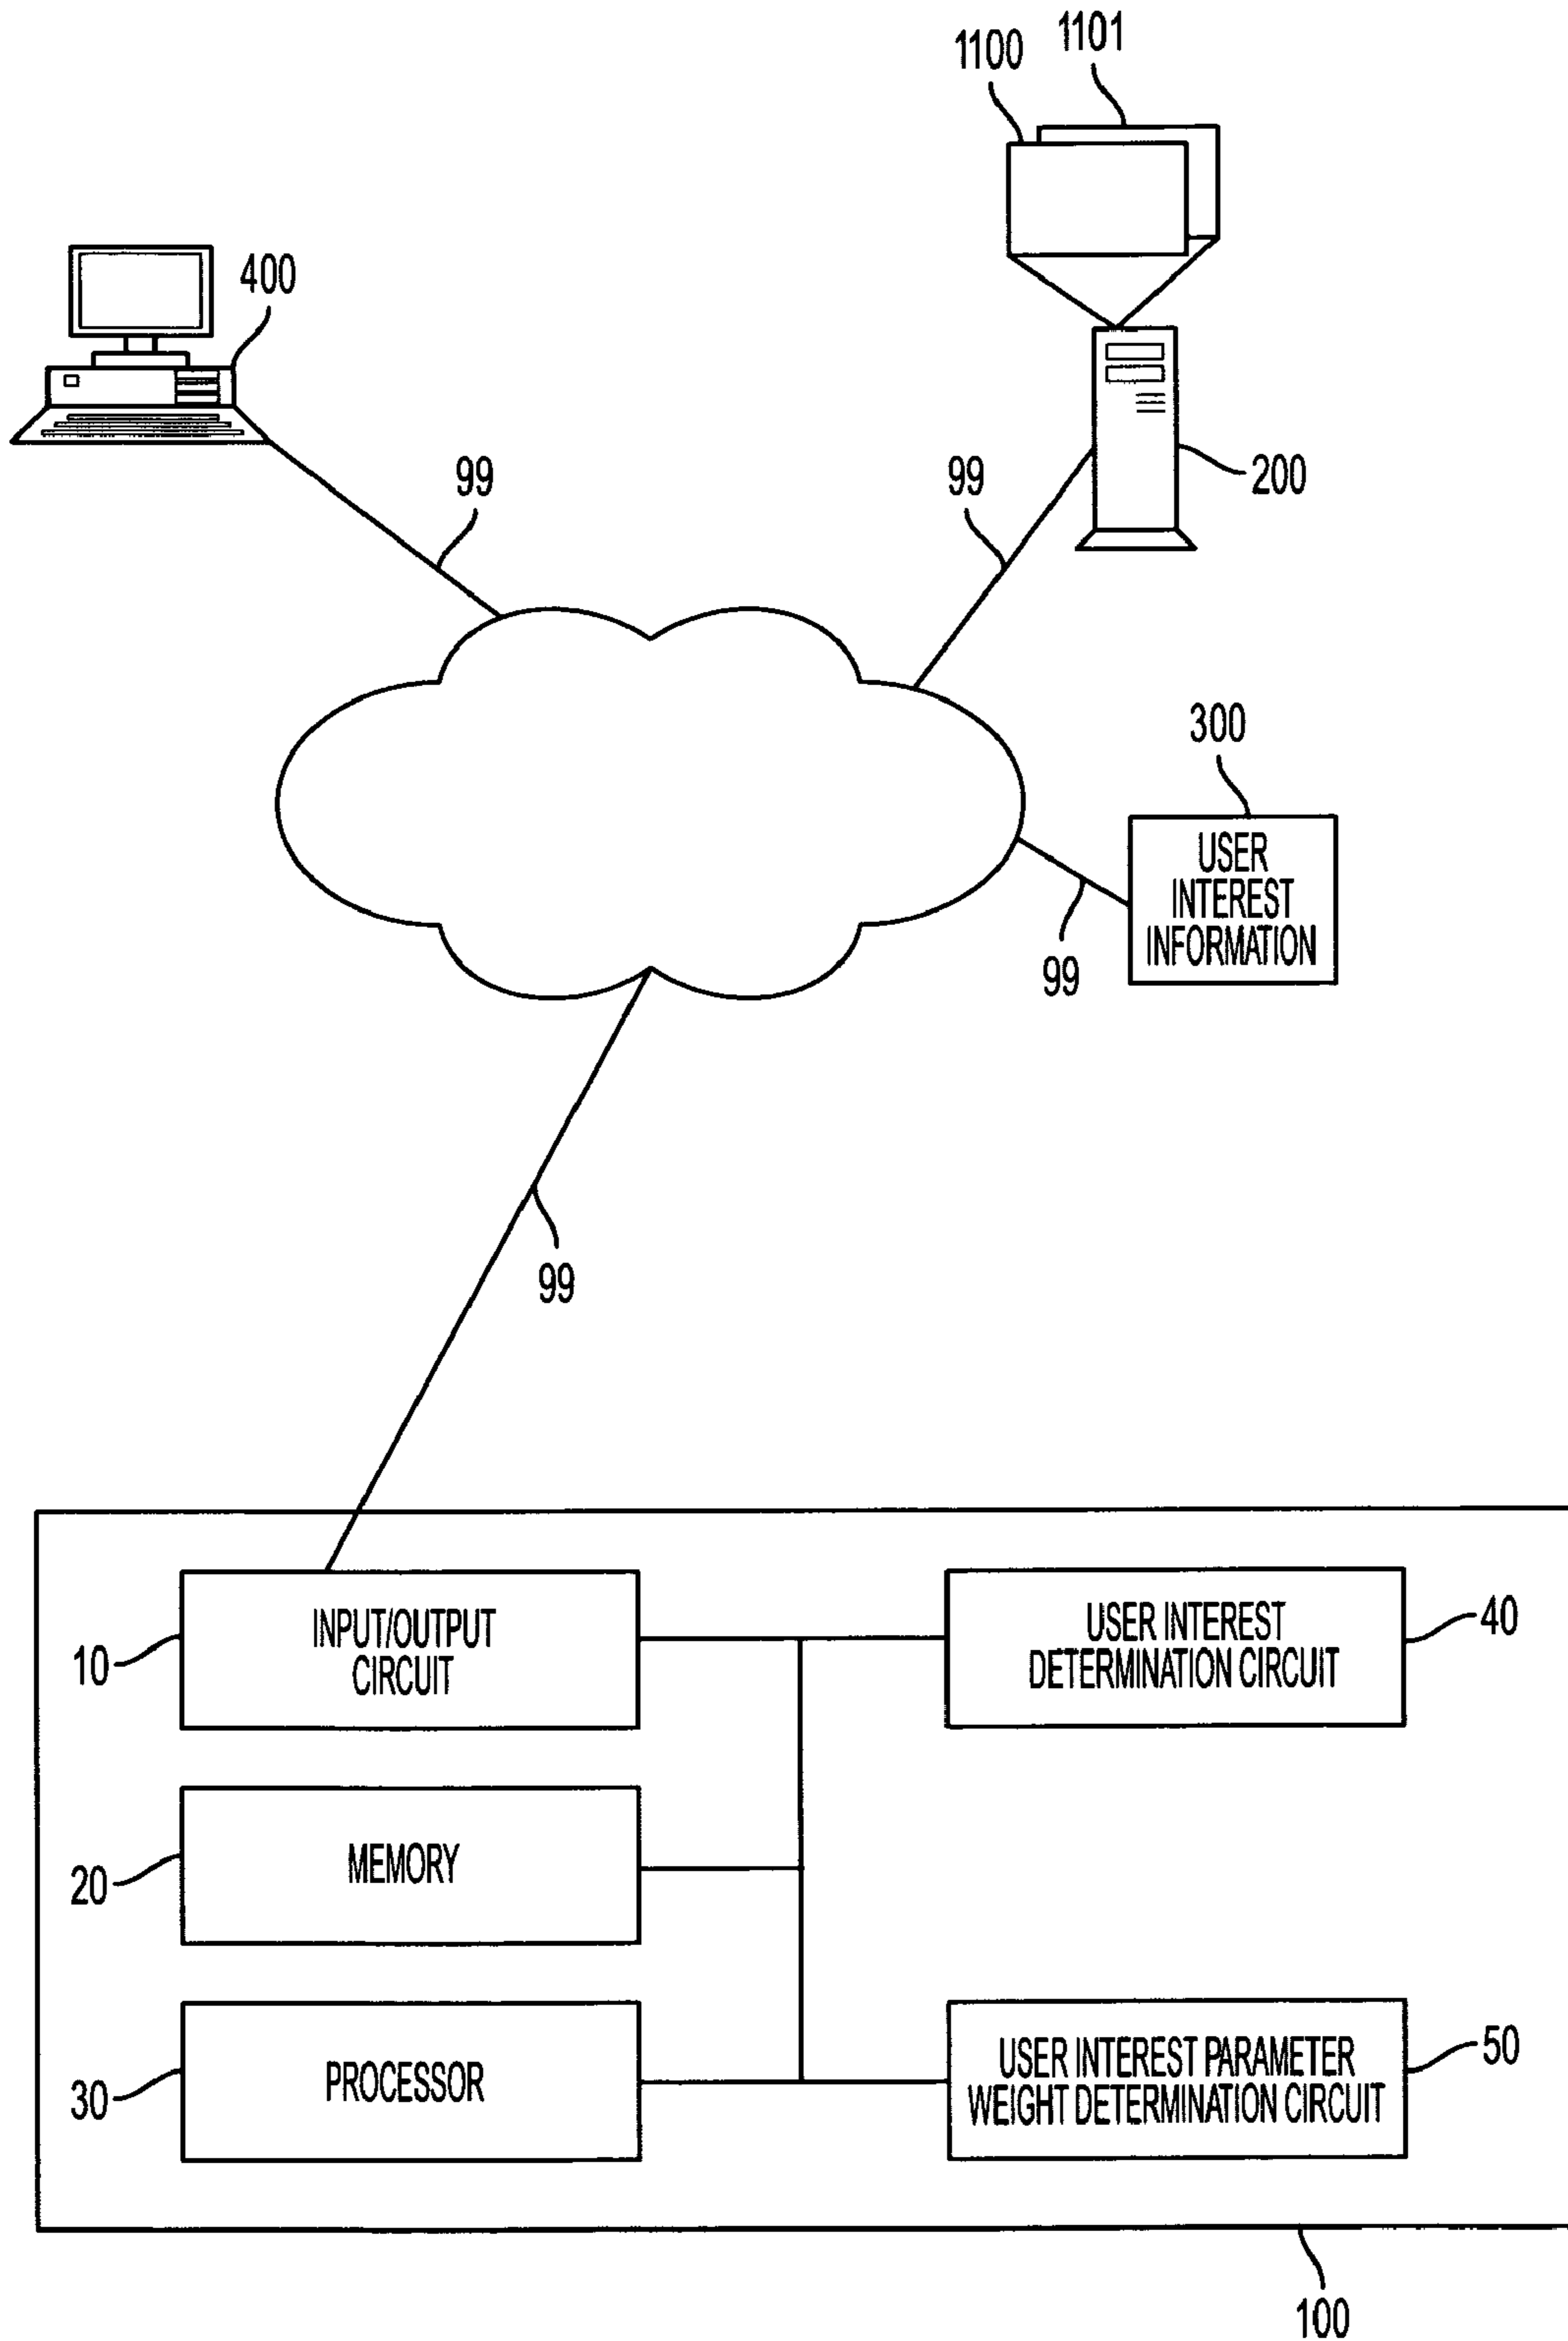 1101
1100
400
99
99
200
300
USER
INTEREST
INFORMATION
99
99
INPUT/OUTPUT
CIRCUIT
10
USER INTEREST
DETERMINATION CIRCUIT
40
MEMORY
20
PROCESSOR
30
USER INTEREST PARAMETER
WEIGHT DETERMINATION CIRCUIT
50
100